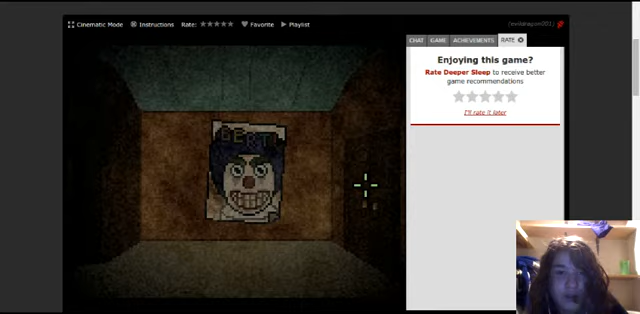 Cinematic Mode
Instructions
Rate:
Favorite
Playlist
CHAT
GAME
ACHIEVEMENTS
RATE
Enjoying this game?
Rate Deeper Sleep to receive better
game recommendations
I'll rate it later